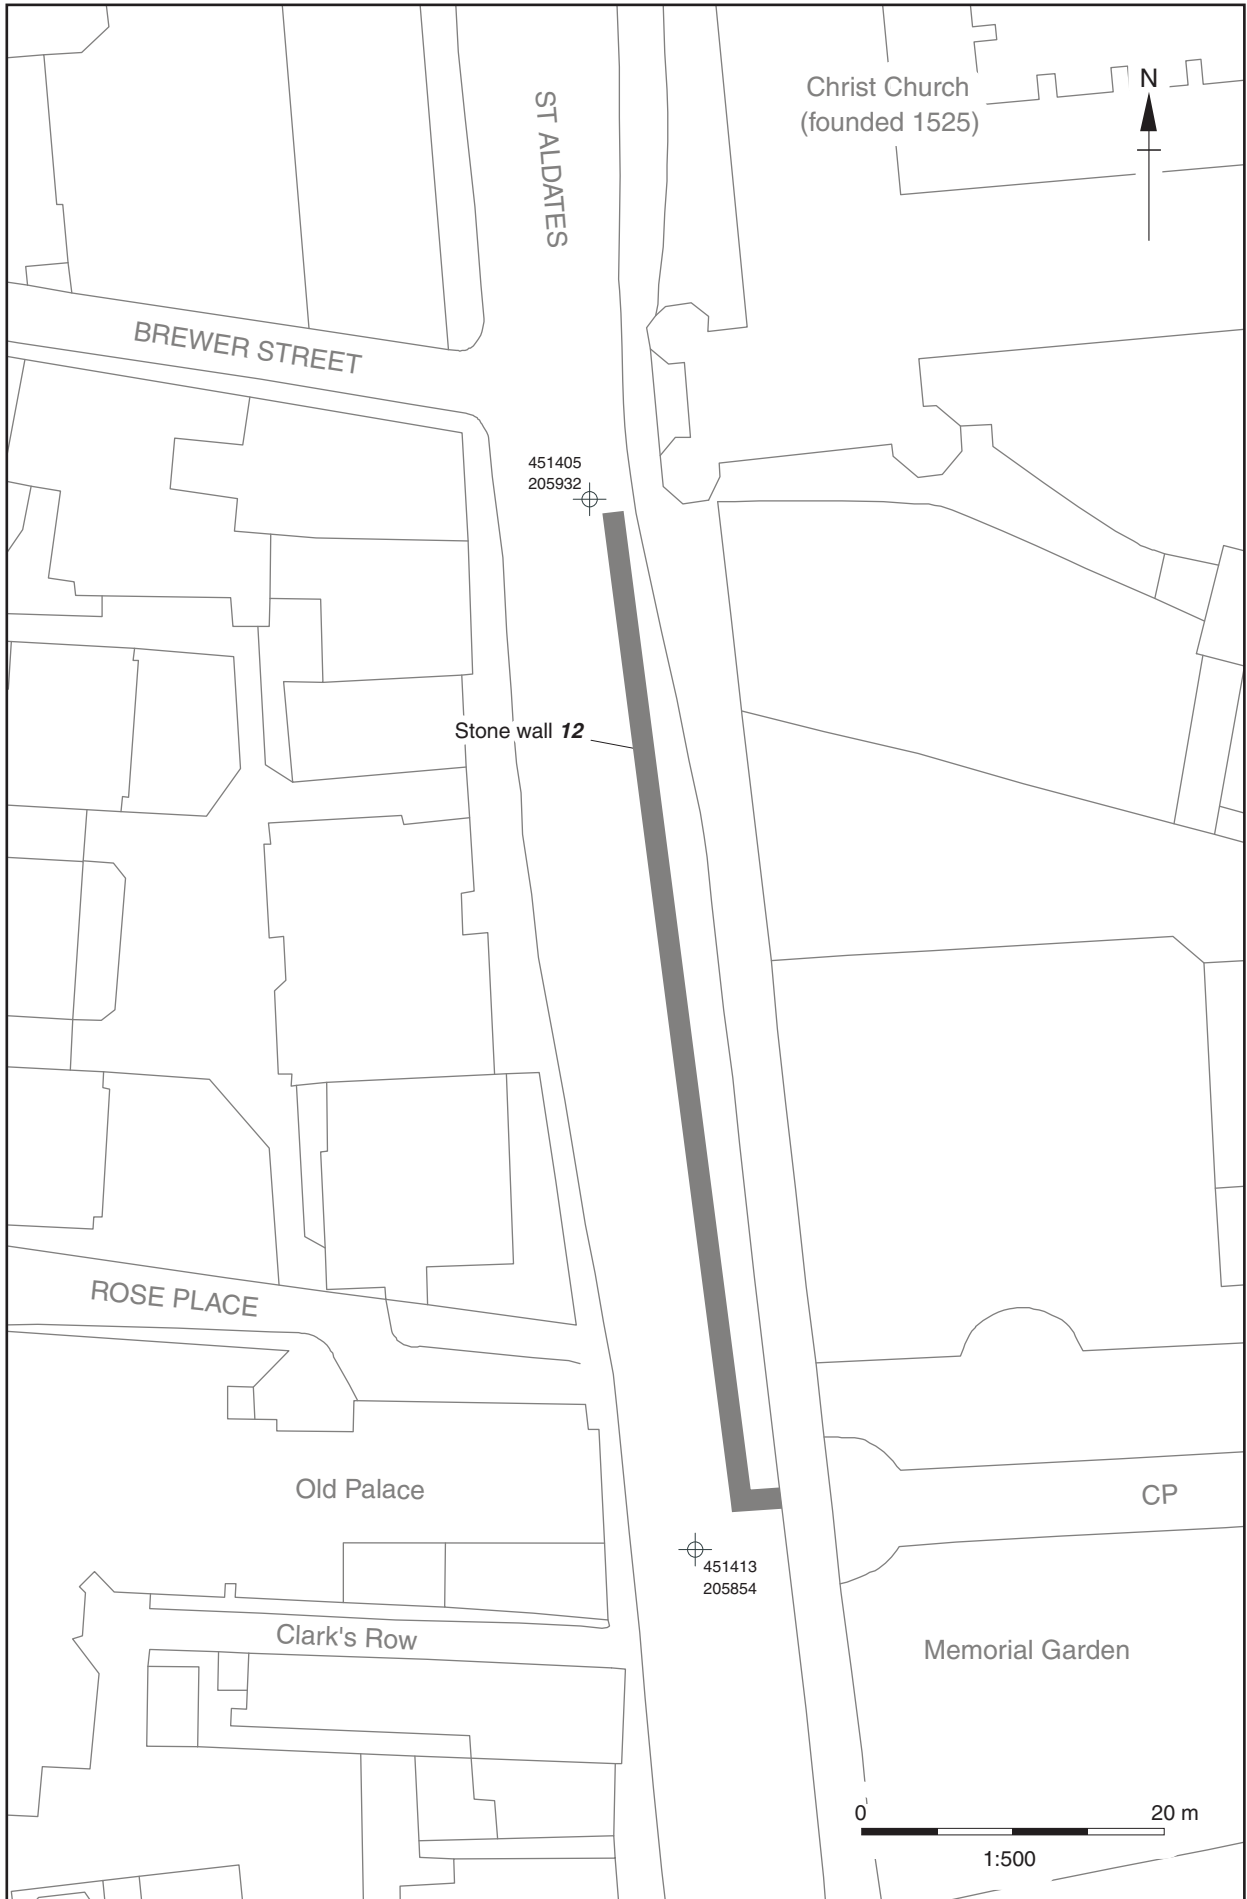 Christ Church
(founded 1525)
N
ST ALDATES
BREWER STREET
451405
205932
Stone wall 12
ROSE PLACE
Old Palace
CP
451413
205854
Clark's Row
Memorial Garden
0 20 m
1:500